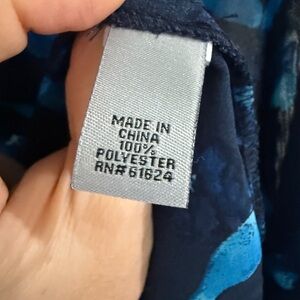 MADE IN
CHINA
100%
POLYESTER
RN#61624